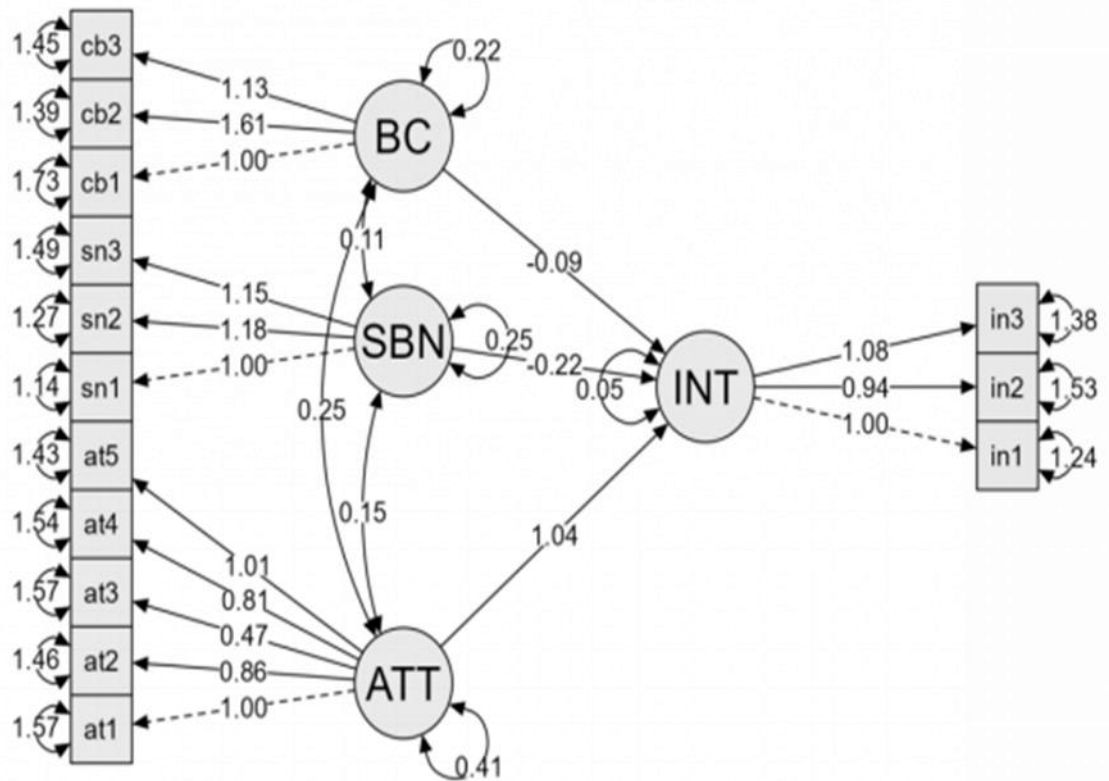 1.45 cb3
1.39 cb2
1.73 cb1
1.49 sn3
1.27 sn2
1.14 sn1
1.43 at5
1.54 at4
1.57 at3
1.46 at2
1.57 at1
1.13
1.61
1.00
1.15
1.18
1.00
1.01
0.81
0.47
0.86
1.00
BC
0.22
0.11
SBN
0.25
0.25
0.15
ATT
0.41
-0.09
-0.22
1.04
0.05
INT
1.08
0.94
1.00
in3 1.38
in2 1.53
in1 1.24